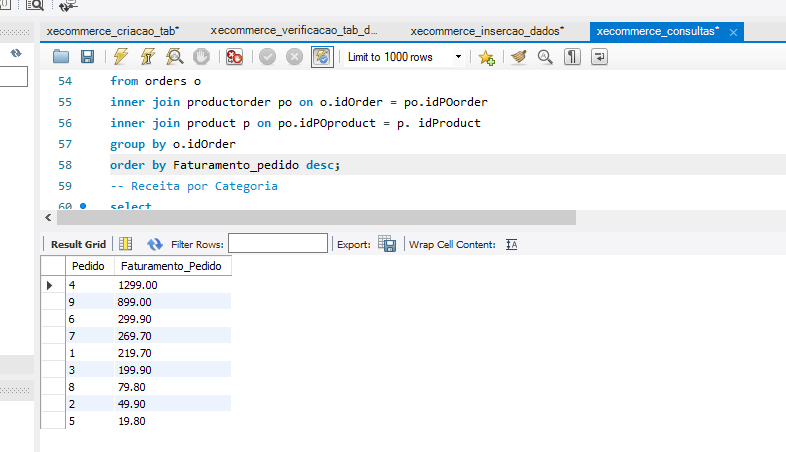 xecommerce_criacao_tab*
xecommerce_verificacao_tab_d...
xecommerce_insercao_dados*
xecommerce_consultas*
Limit to 1000 rows
54 from orders o
55 inner join productorder po on o.idOrder = po.idPOorder
56 inner join product p on po.idPOproduct = p. idProduct
57 group by o.idOrder
58 order by Faturamento_pedido desc;
59 -- Receita por Categoria
60 select
Result Grid
Filter Rows:
Export:
Wrap Cell Content:
Pedido Faturamento_Pedido
4 1299.00
9 899.00
6 299.90
7 269.70
1 219.70
3 199.90
8 79.80
2 49.90
5 19.80